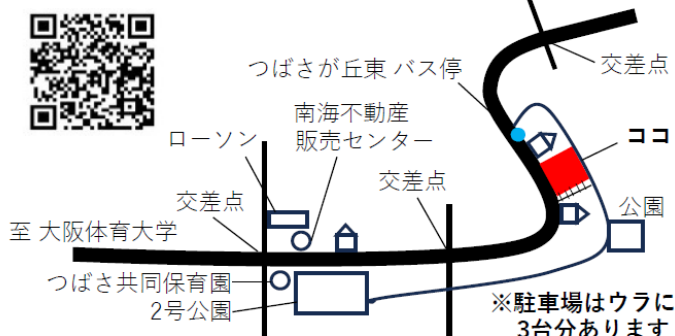 つばさが丘東 バス停
交差点
南海不動産
販売センター
ローソン
ココ
交差点
交差点
公園
至 大阪体育大学
つばさ共同保育園
2号公園
※駐車場はウラに
3台分あります